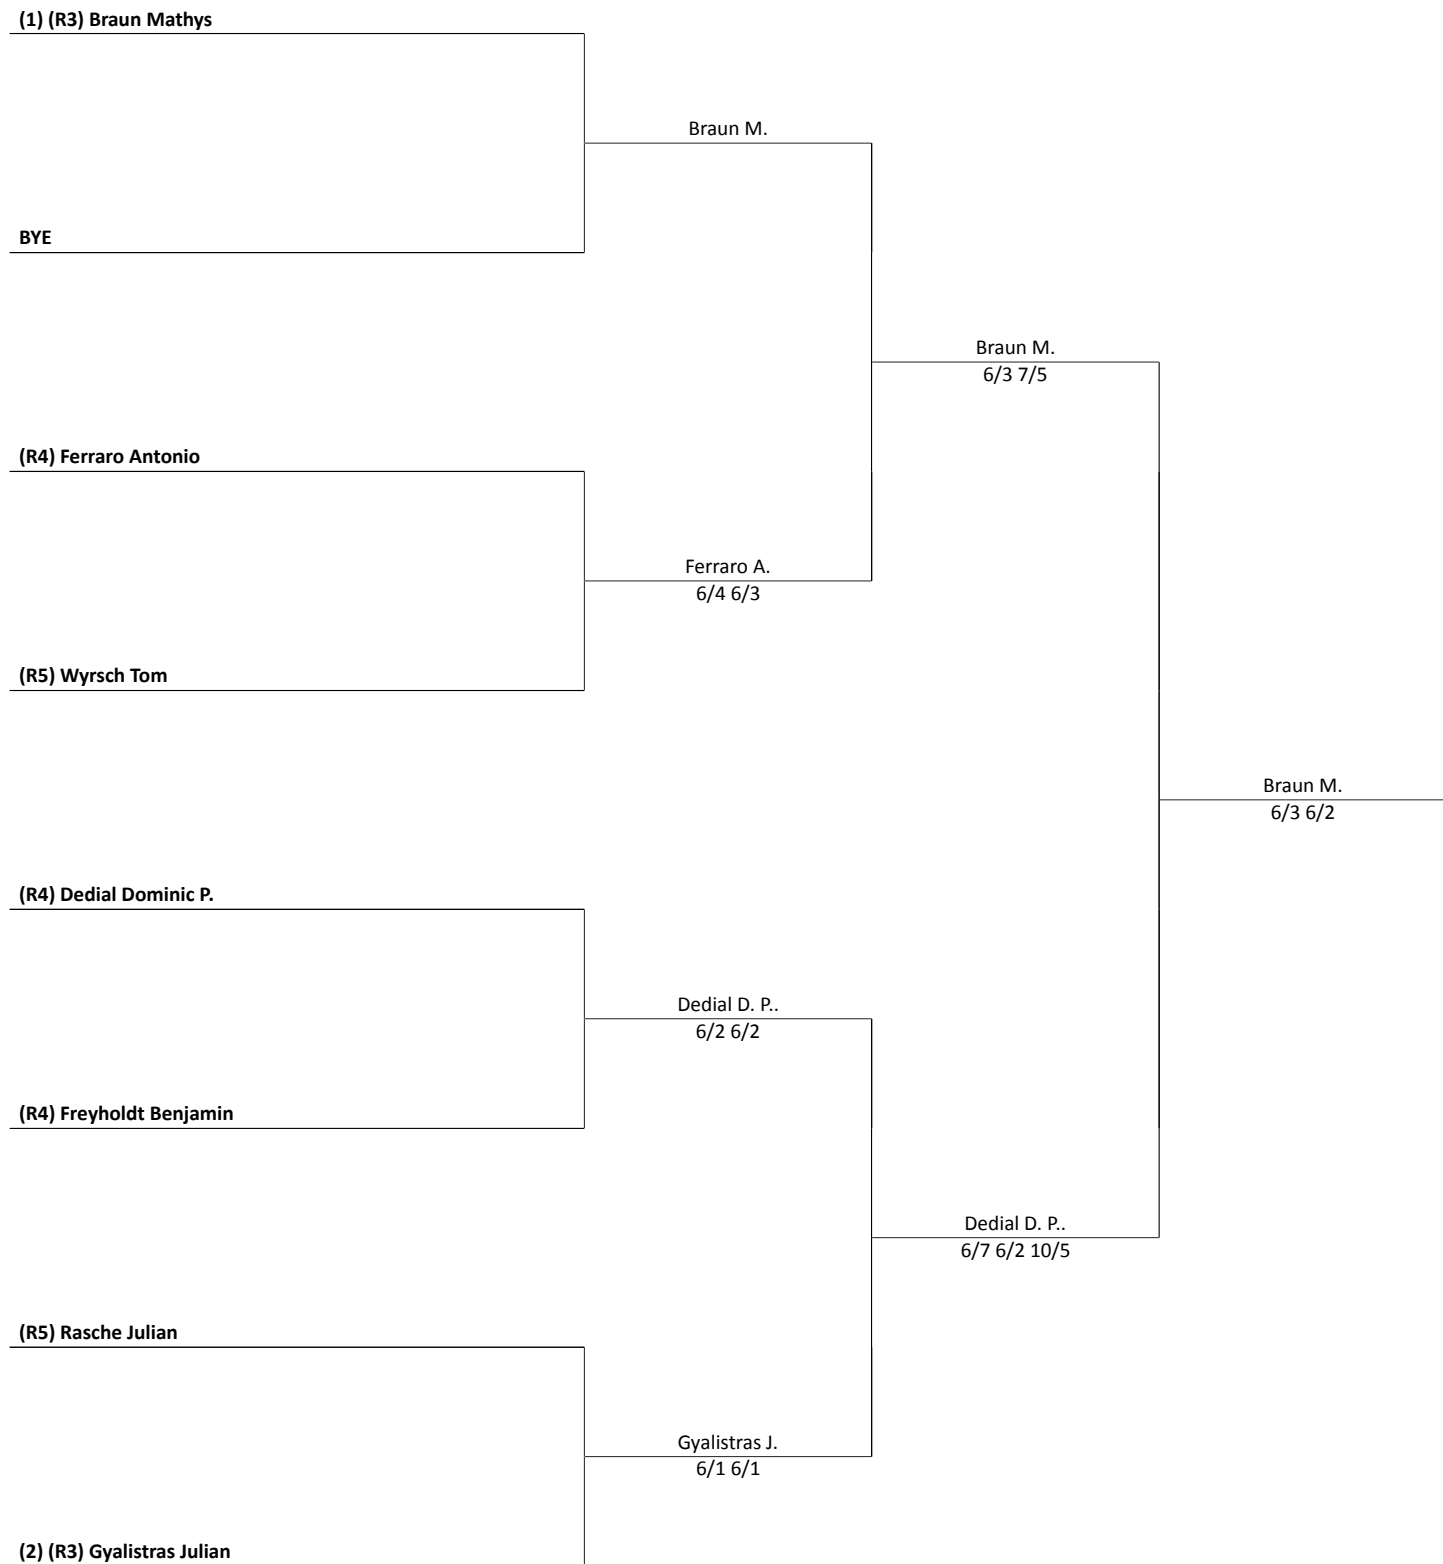 (1) (R3) Braun Mathys
Braun M.
BYE
Braun M.
6/3 7/5
(R4) Ferraro Antonio
Ferraro A.
6/4 6/3
(R5) Wyrsch Tom
Braun M.
6/3 6/2
(R4) Dedial Dominic P.
Dedial D. P..
6/2 6/2
(R4) Freyholdt Benjamin
Dedial D. P..
6/7 6/2 10/5
(R5) Rasche Julian
Gyalistras J.
6/1 6/1
(2) (R3) Gyalistras Julian